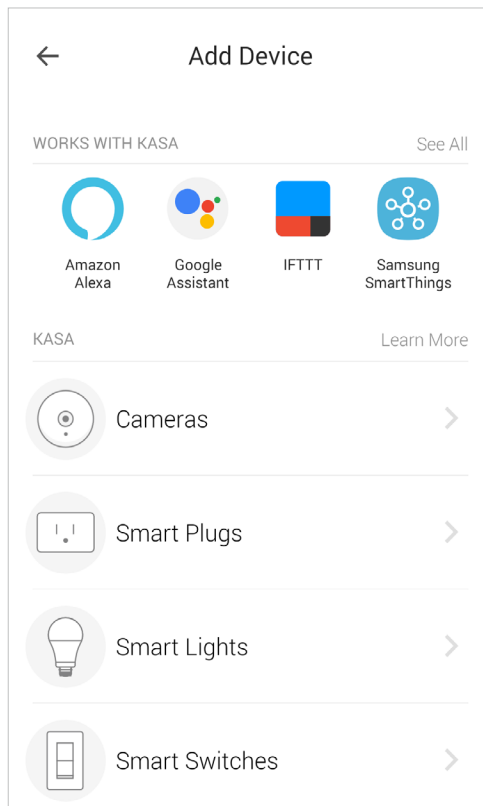 Add Device
WORKS WITH KASA See All
Amazon
Alexa
Google
Assistant
IFTTT
Samsung
SmartThings
KASA Learn More
Cameras
Smart Plugs
Smart Lights
Smart Switches